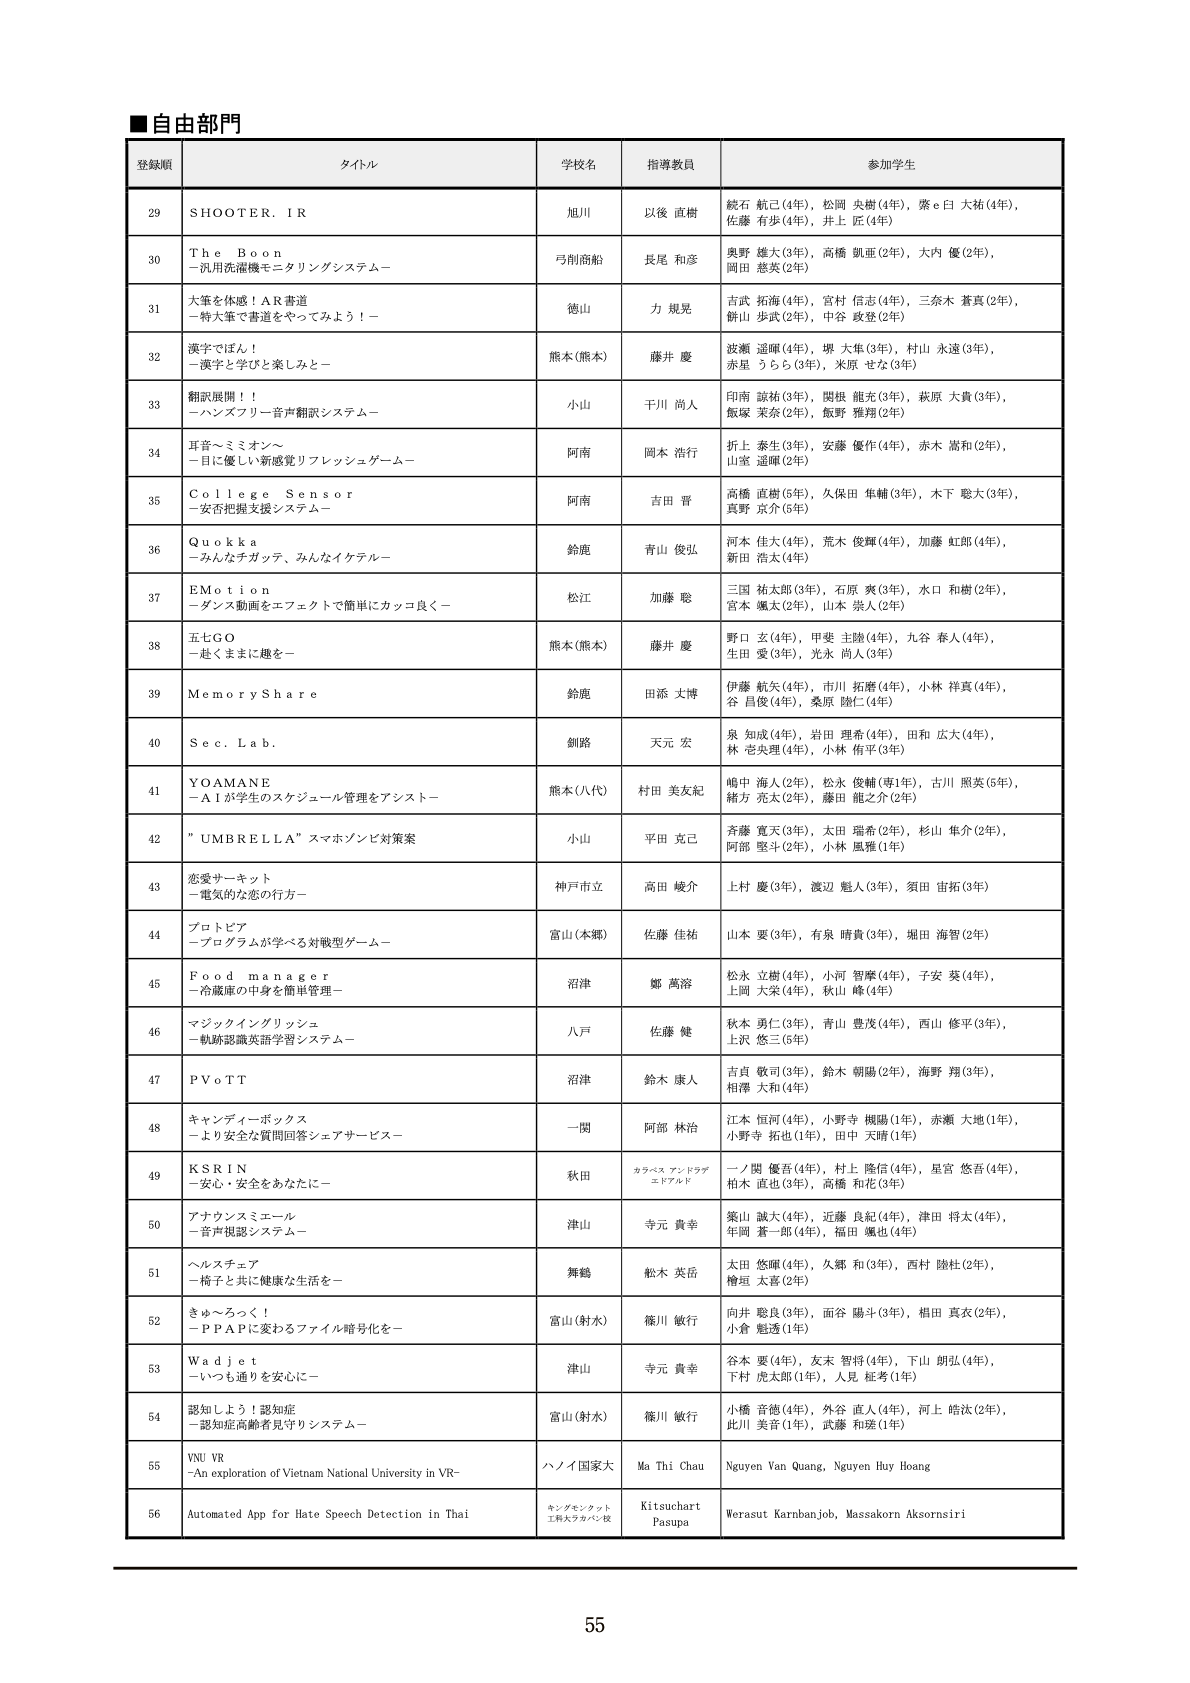 ■自由部門
登録順 タイトル 学校名 指導教員 参加学生
29 ＳＨＯＯＴＥＲ．ＩＲ 旭川 以後 直樹 続石 航己(4年), 松岡 央樹(4年), 綮ｅ臼 大祐(4年),
佐藤 有歩(4年), 井上 匠(4年)
30 Ｔｈｅ Ｂｏｏｎ
－汎用洗濯機モニタリングシステム－ 弓削商船 長尾 和彦 奥野 雄大(3年), 高橋 凱亜(2年), 大内 優(2年),
岡田 慈英(2年)
31 大筆を体感！ＡＲ書道
－特大筆で書道をやってみよう！－ 徳山 力 規晃 吉武 拓海(4年), 宮村 信志(4年), 三奈木 蒼真(2年),
餅山 歩武(2年), 中谷 政登(2年)
32 漢字でぽん！
－漢字と学びと楽しみと－ 熊本(熊本) 藤井 慶 波瀬 遥暉(4年), 堺 大隼(3年), 村山 永遠(3年),
赤星 うらら(3年), 米原 せな(3年)
33 翻訳展開！！
－ハンズフリー音声翻訳システム－ 小山 干川 尚人 印南 諒祐(3年), 関根 龍充(3年), 萩原 大貴(3年),
飯塚 茉奈(2年), 飯野 雅翔(2年)
34 耳音～ミミオン～
－目に優しい新感覚リフレッシュゲーム－ 阿南 岡本 浩行 折上 泰生(3年), 安藤 優作(4年), 赤木 嵩和(2年),
山室 遥暉(2年)
35 Ｃｏｌｌｅｇｅ Ｓｅｎｓｏｒ
－安否把握支援システム－ 阿南 吉田 晋 高橋 直樹(5年), 久保田 隼輔(3年), 木下 聡大(3年),
真野 京介(5年)
36 Ｑｕｏｋｋａ
－みんなチガッテ、みんなイケテル－ 鈴鹿 青山 俊弘 河本 佳大(4年), 荒木 俊輝(4年), 加藤 虹郎(4年),
新田 浩太(4年)
37 ＥＭｏｔｉｏｎ
－ダンス動画をエフェクトで簡単にカッコ良く－ 松江 加藤 聡 三国 祐太郎(3年), 石原 爽(3年), 水口 和樹(2年),
宮本 颯太(2年), 山本 崇人(2年)
38 五七ＧＯ
－赴くままに趣を－ 熊本(熊本) 藤井 慶 野口 玄(4年), 甲斐 主陸(4年), 九谷 春人(4年),
生田 愛(3年), 光永 尚人(3年)
39 ＭｅｍｏｒｙＳｈａｒｅ 鈴鹿 田添 丈博 伊藤 航矢(4年), 市川 拓磨(4年), 小林 祥真(4年),
谷 昌俊(4年), 桑原 陸仁(4年)
40 Ｓｅｃ．Ｌａｂ． 釧路 天元 宏 泉 知成(4年), 岩田 理希(4年), 田和 広大(4年),
林 壱央理(4年), 小林 侑平(3年)
41 ＹＯＡＭＡＮＥ
－ＡＩが学生のスケジュール管理をアシスト－ 熊本(八代) 村田 美友紀 嶋中 海人(2年), 松永 俊輔(専1年), 古川 照英(5年),
緒方 亮太(2年), 藤田 龍之介(2年)
42 ”ＵＭＢＲＥＬＬＡ”スマホゾンビ対策案 小山 平田 克己 斉藤 寛天(3年), 太田 瑞希(2年), 杉山 隼介(2年),
阿部 堅斗(2年), 小林 風雅(1年)
43 恋愛サーキット
－電気的な恋の行方－ 神戸市立 高田 崚介 上村 慶(3年), 渡辺 魁人(3年), 須田 宙拓(3年)
44 プロトピア
－プログラムが学べる対戦型ゲーム－ 富山(本郷) 佐藤 佳祐 山本 要(3年), 有泉 晴貴(3年), 堀田 海智(2年)
45 Ｆｏｏｄ ｍａｎａｇｅｒ
－冷蔵庫の中身を簡単管理－ 沼津 鄭 萬溶 松永 立樹(4年), 小河 智摩(4年), 子安 葵(4年),
上岡 大栄(4年), 秋山 峰(4年)
46 マジックイングリッシュ
－軌跡認識英語学習システム－ 八戸 佐藤 健 秋本 勇仁(3年), 青山 豊茂(4年), 西山 修平(3年),
上沢 悠三(5年)
47 ＰＶｏＴＴ 沼津 鈴木 康人 吉貞 敬司(3年), 鈴木 朝陽(2年), 海野 翔(3年),
相澤 大和(4年)
48 キャンディーボックス
－より安全な質問回答シェアサービス－ 一関 阿部 林治 江本 恒河(4年), 小野寺 槻陽(1年), 赤瀬 大地(1年),
小野寺 拓也(1年), 田中 天晴(1年)
49 ＫＳＲＩＮ
－安心・安全をあなたに－ 秋田 カラベス アンドラデ
エドアルド 一ノ関 優吾(4年), 村上 隆信(4年), 星宮 悠吾(4年),
柏木 直也(3年), 高橋 和花(3年)
50 アナウンスミエール
－音声視認システム－ 津山 寺元 貴幸 築山 誠大(4年), 近藤 良紀(4年), 津田 将太(4年),
年岡 蒼一郎(4年), 福田 颯也(4年)
51 ヘルスチェア
－椅子と共に健康な生活を－ 舞鶴 舩木 英岳 太田 悠暉(4年), 久郷 和(3年), 西村 陸杜(2年),
檜垣 太喜(2年)
52 きゅ～ろっく！
－ＰＰＡＰに変わるファイル暗号化を－ 富山(射水) 篠川 敏行 向井 聡良(3年), 面谷 陽斗(3年), 椙田 真衣(2年),
小倉 魁透(1年)
53 Ｗａｄｊｅｔ
－いつも通りを安心に－ 津山 寺元 貴幸 谷本 要(4年), 友末 智将(4年), 下山 朗弘(4年),
下村 虎太郎(1年), 人見 柾考(1年)
54 認知しよう！認知症
－認知症高齢者見守りシステム－ 富山(射水) 篠川 敏行 小橋 音徳(4年), 外谷 直人(4年), 河上 皓汰(2年),
此川 美音(1年), 武藤 和瑳(1年)
55 VNU VR
-An exploration of Vietnam National University in VR- ハノイ国家大 Ma Thi Chau Nguyen Van Quang, Nguyen Huy Hoang
56 Automated App for Hate Speech Detection in Thai キングモンクット
工科大ラカバン校 Kitsuchart
Pasupa Werasut Karnbanjob, Massakorn Aksornsiri
55